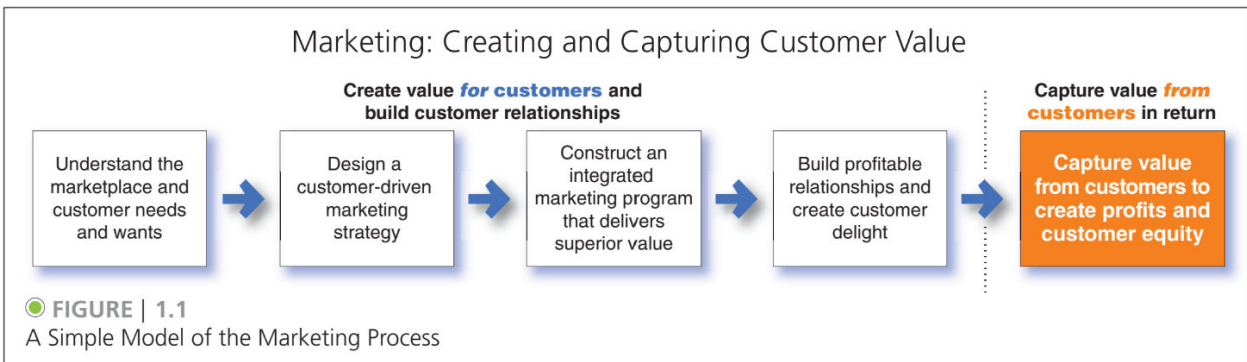 Marketing: Creating and Capturing Customer Value
Create value for customers and
build customer relationships
Capture value from
customers in return
Understand the
marketplace and
customer needs
and wants
Design a
customer-driven
marketing
strategy
Construct an
integrated
marketing program
that delivers
superior value
Build profitable
relationships and
create customer
delight
Capture value
from customers to
create profits and
customer equity
FIGURE | 1.1
A Simple Model of the Marketing Process